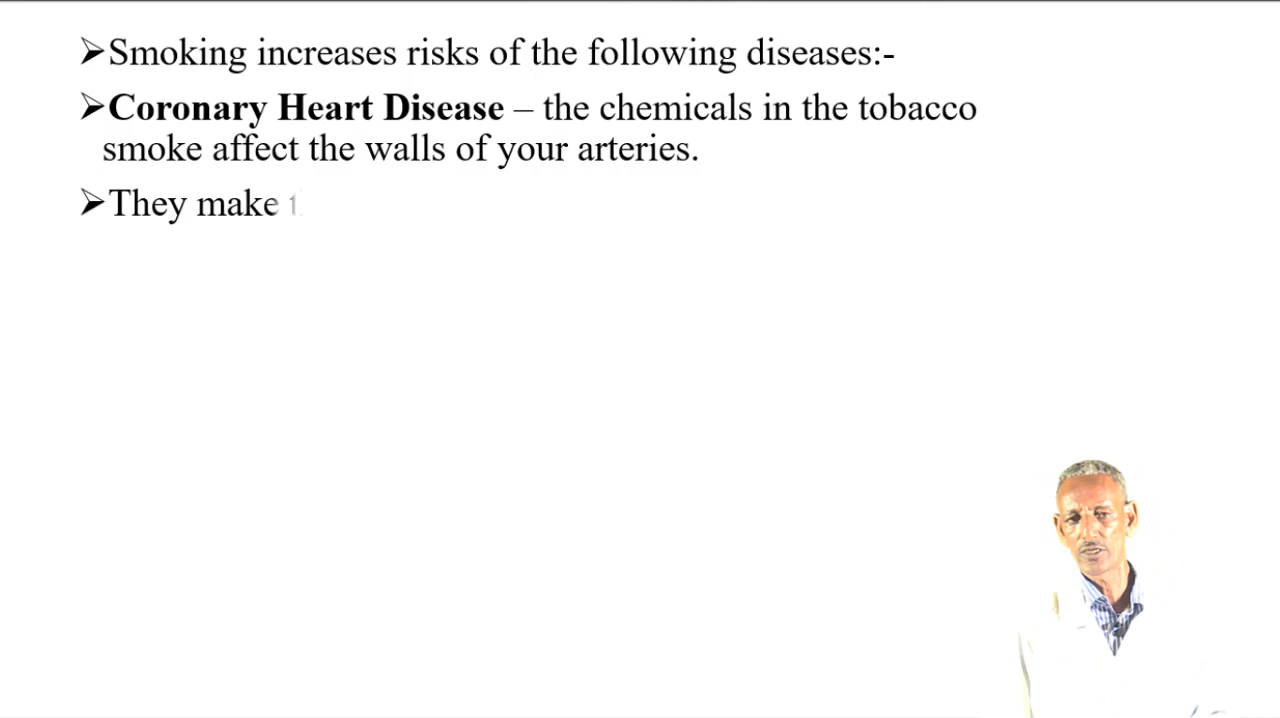 ➢Smoking increases risks of the following diseases:-
➢Coronary Heart Disease – the chemicals in the tobacco
smoke affect the walls of your arteries.
➢They make